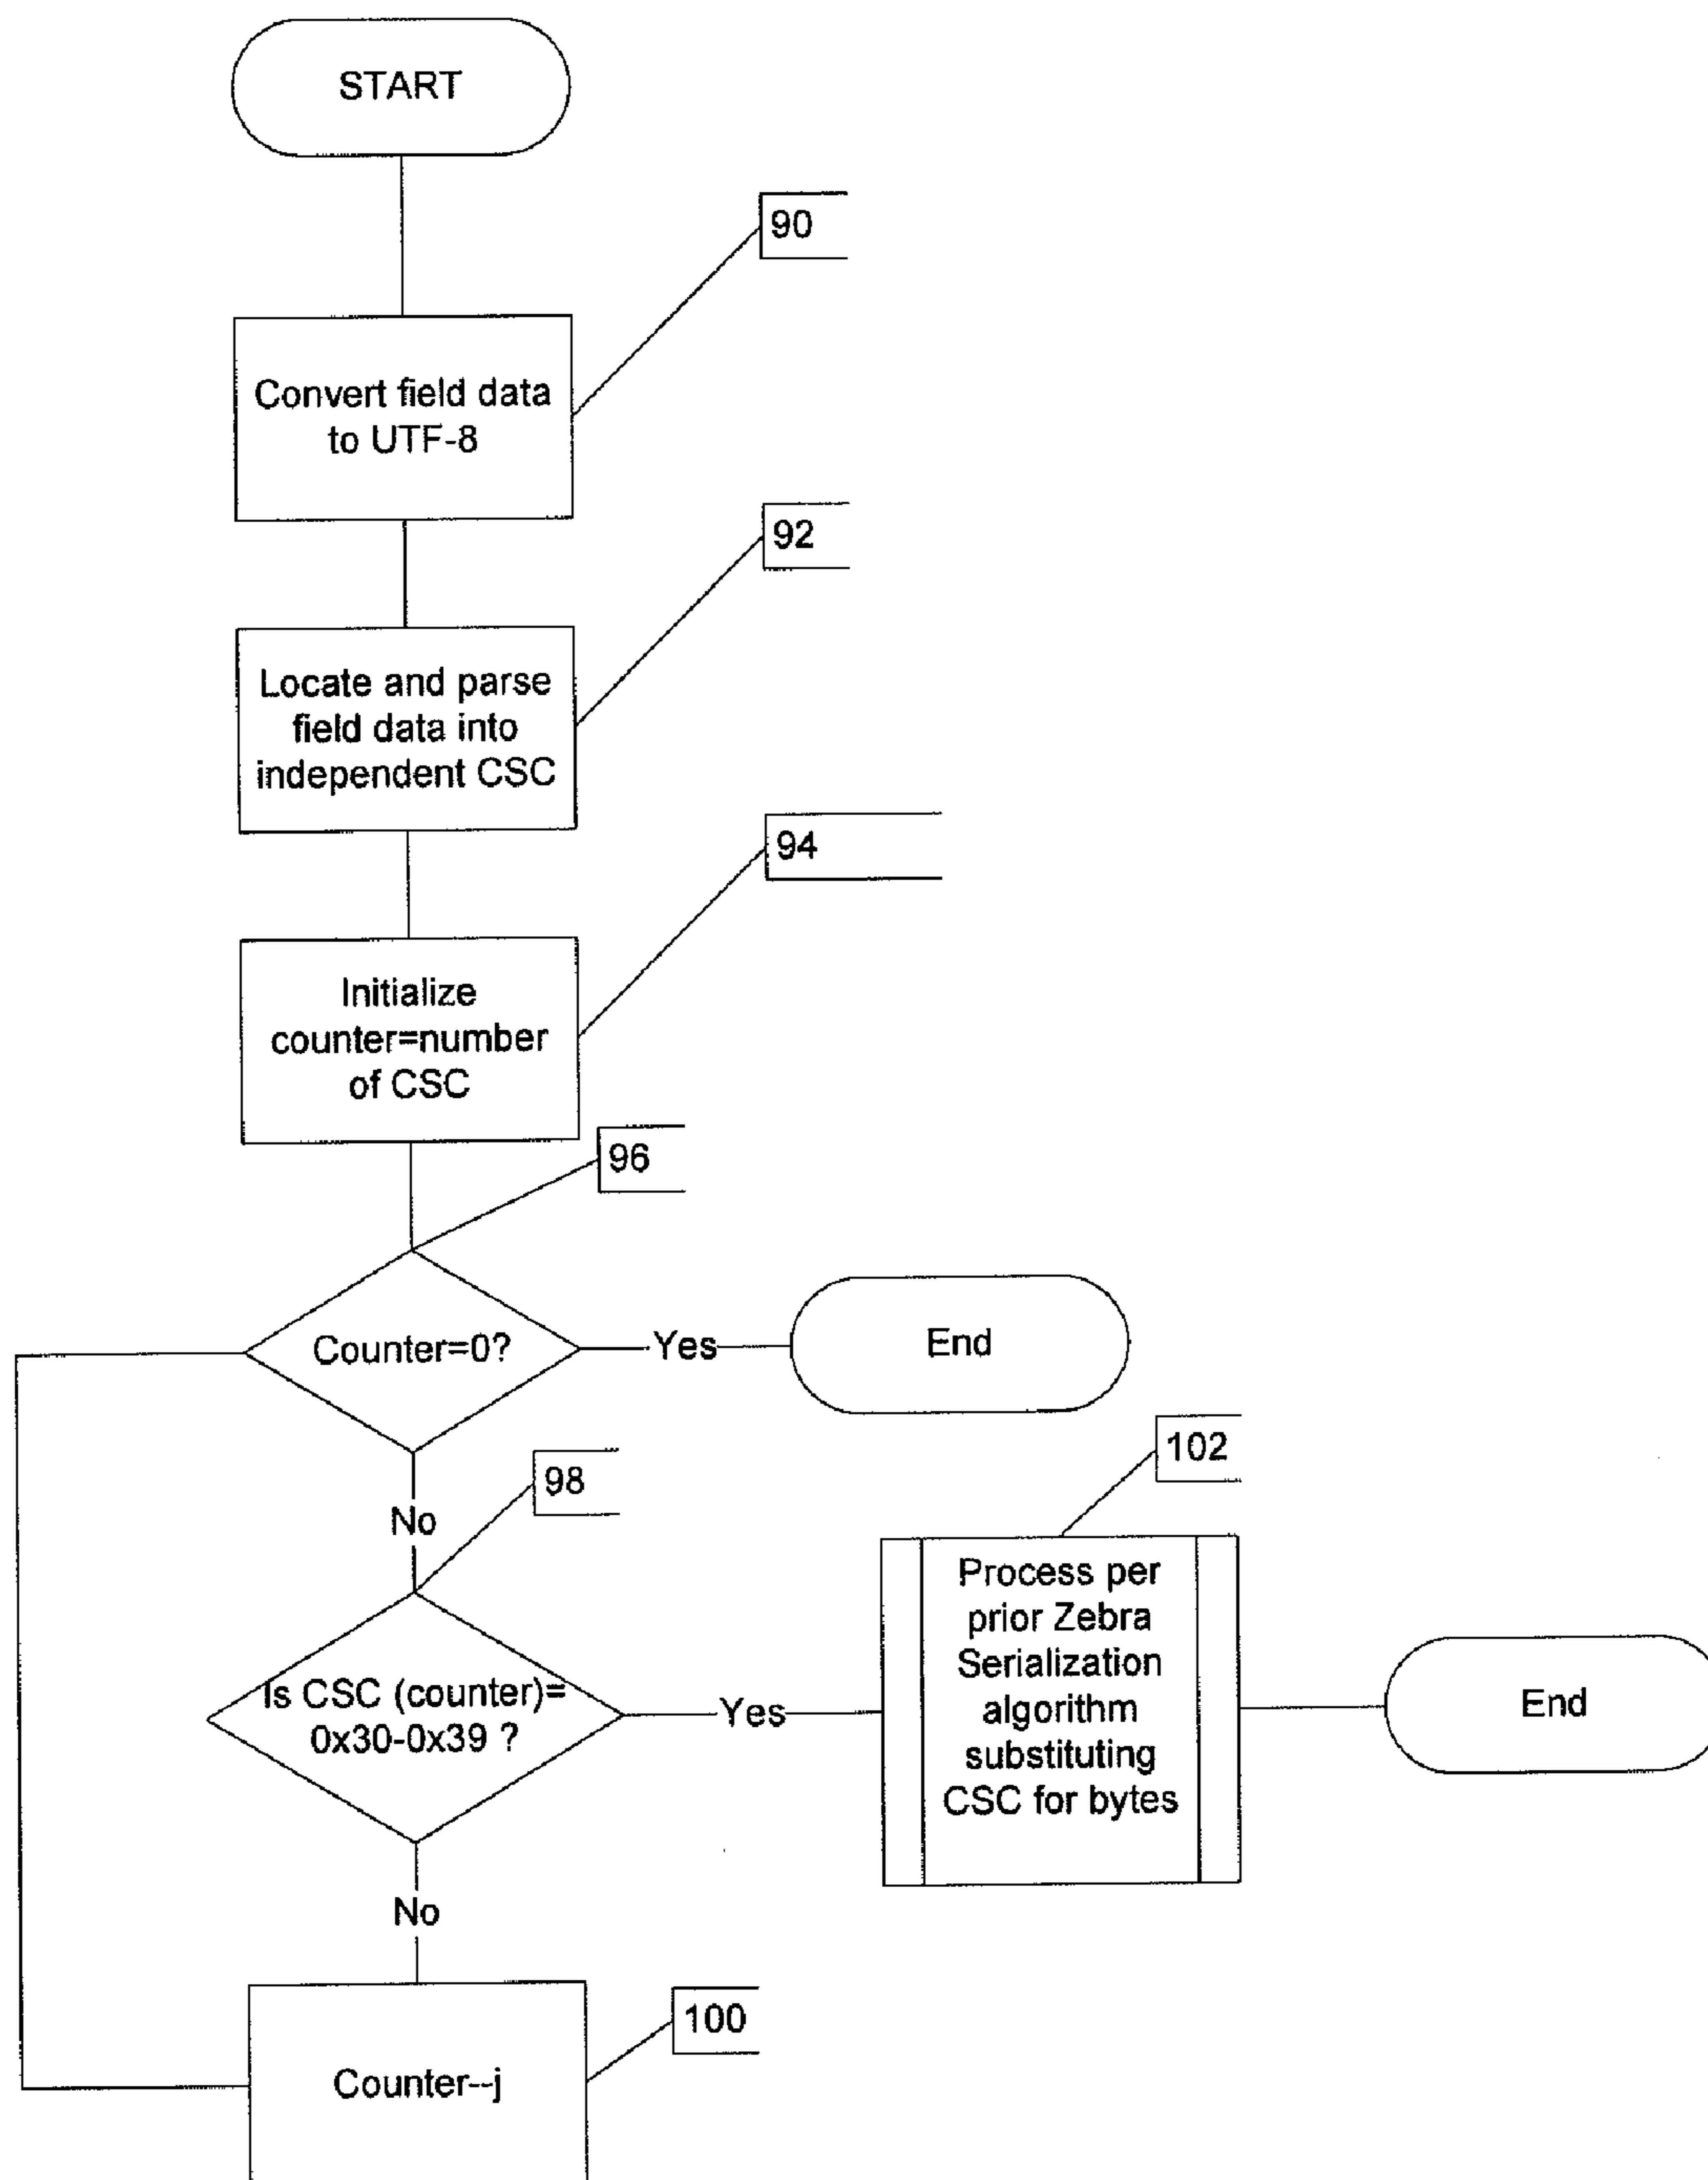 START
90
Convert field data
to UTF-8
92
Locate and parse
field data into
independent CSC
94
Initialize
counter=number
of CSC
96
Counter=0?
Yes
End
No
98
Is CSC (counter)=
0x30-0x39 ?
Yes
102
Process per
prior Zebra
Serialization
algorithm
substituting
CSC for bytes
End
No
100
Counter--j